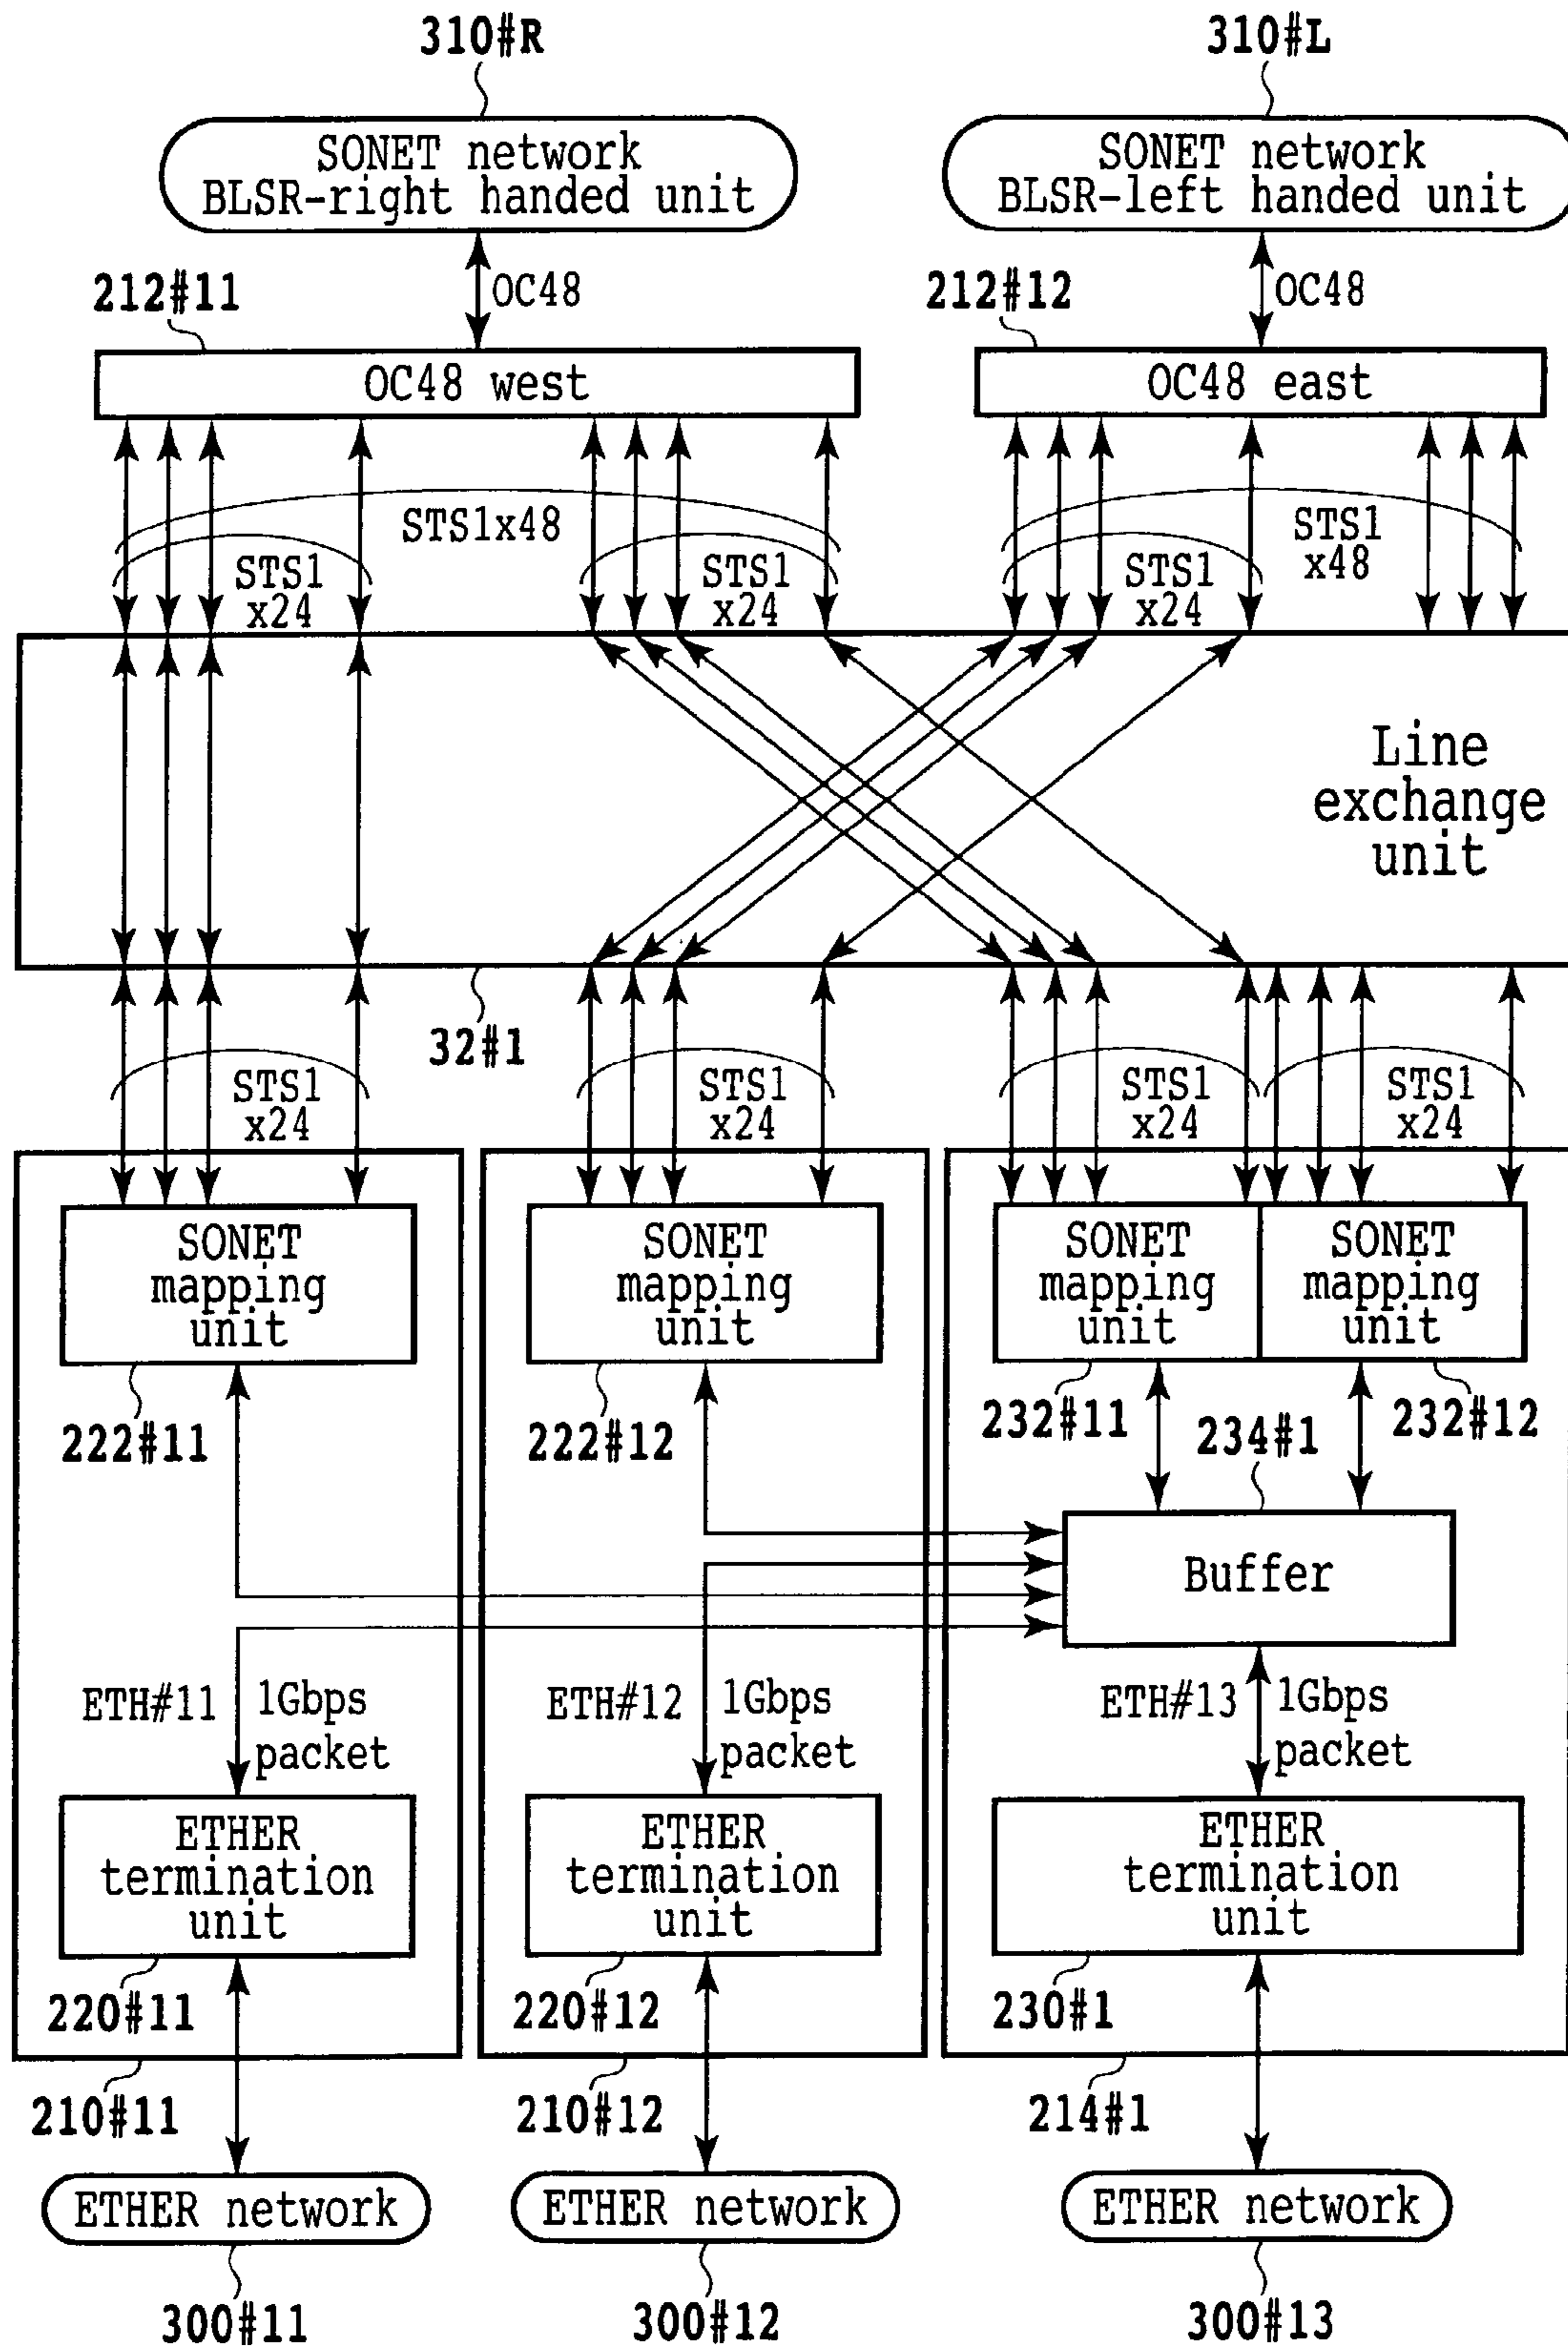 310#R
310#L
SONET network
BLSR-right handed unit
SONET network
BLSR-left handed unit
212#11
OC48
212#12
OC48
OC48 west
OC48 east
STS1x48
STS1
x48
STS1
x24
STS1
x24
STS1
x24
Line
exchange
unit
32#1
STS1
x24
STS1
x24
STS1
x24
STS1
x24
SONET
mapping
unit
SONET
mapping
unit
SONET
mapping
unit
SONET
mapping
unit
222#11
222#12
232#11
234#1
232#12
Buffer
ETH#11
1Gbps
packet
ETH#12
1Gbps
packet
ETH#13
1Gbps
packet
ETHER
termination
unit
ETHER
termination
unit
ETHER
termination
unit
220#11
220#12
230#1
210#11
210#12
214#1
ETHER network
ETHER network
ETHER network
300#11
300#12
300#13